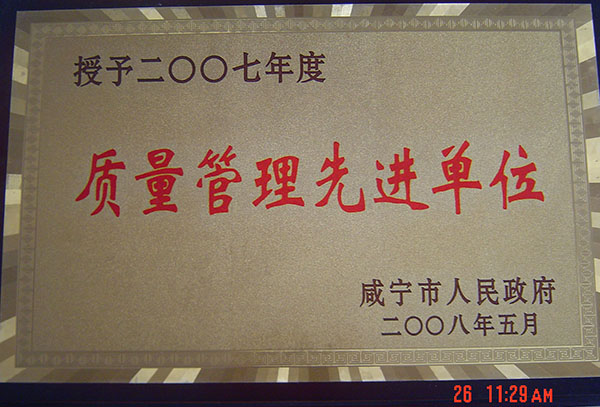 授予二〇〇七年度
质量管理先进单位
咸宁市人民政府
二〇〇八年五月
26 11:29 AM